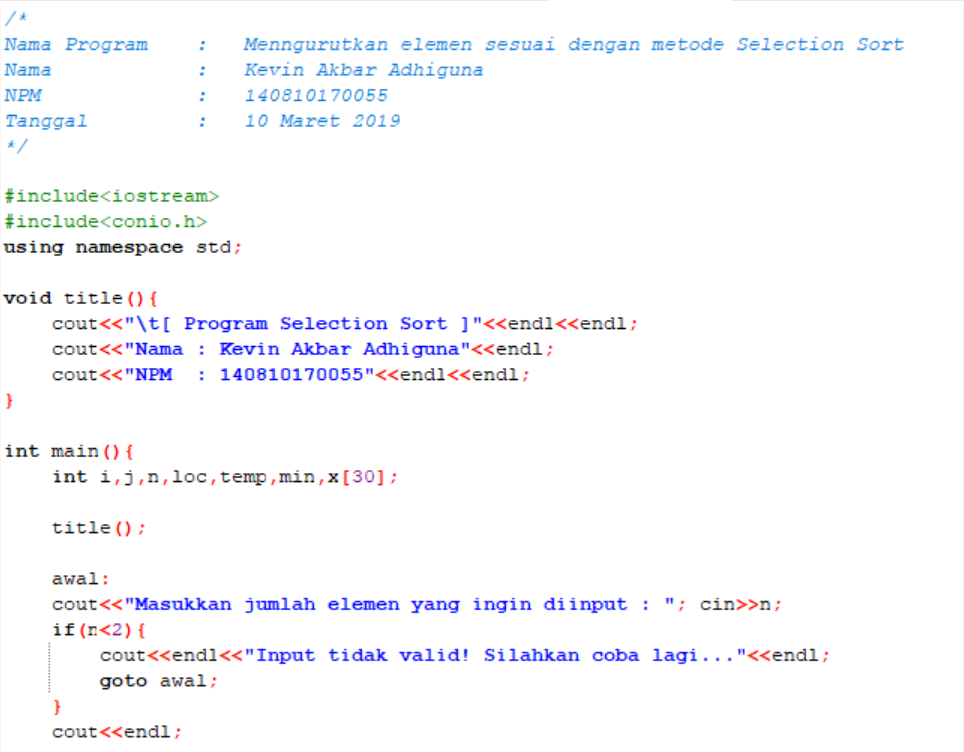 /*
Nama Program    :   Menngurutkan elemen sesuai dengan metode Selection Sort
Nama            :   Kevin Akbar Adhiguna
NPM             :   140810170055
Tanggal         :   10 Maret 2019
*/

#include<iostream>
#include<conio.h>
using namespace std;

void title(){
    cout<<"\t[ Program Selection Sort ]"<<endl<<endl;
    cout<<"Nama : Kevin Akbar Adhiguna"<<endl;
    cout<<"NPM  : 140810170055"<<endl<<endl;
}

int main(){
    int i,j,n,loc,temp,min,x[30];

    title();

    awal:
    cout<<"Masukkan jumlah elemen yang ingin diinput : "; cin>>n;
    if(n<2){
        cout<<endl<<"Input tidak valid! Silahkan coba lagi..."<<endl;
        goto awal;
    }
    cout<<endl;